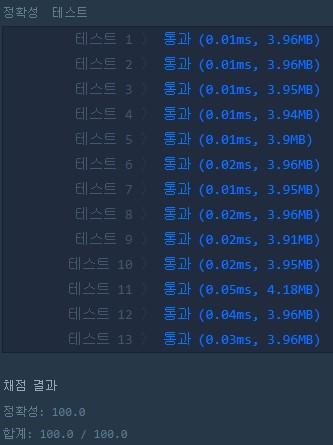 정확성 테스트
테스트 1 〉 통과 (0.01ms, 3.96MB)
테스트 2 〉 통과 (0.01ms, 3.96MB)
테스트 3 〉 통과 (0.01ms, 3.95MB)
테스트 4 〉 통과 (0.01ms, 3.94MB)
테스트 5 〉 통과 (0.01ms, 3.9MB)
테스트 6 〉 통과 (0.02ms, 3.96MB)
테스트 7 〉 통과 (0.01ms, 3.95MB)
테스트 8 〉 통과 (0.02ms, 3.96MB)
테스트 9 〉 통과 (0.02ms, 3.91MB)
테스트 10 〉 통과 (0.02ms, 3.95MB)
테스트 11 〉 통과 (0.05ms, 4.18MB)
테스트 12 〉 통과 (0.04ms, 3.96MB)
테스트 13 〉 통과 (0.03ms, 3.96MB)
채점 결과
정확성: 100.0
합계: 100.0 / 100.0